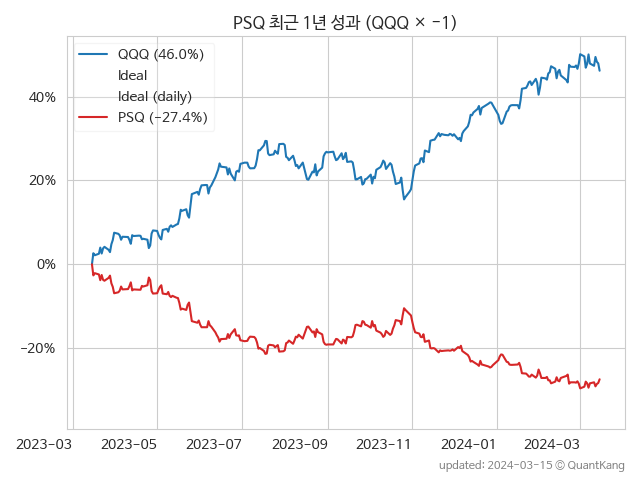 PSQ 최근 1년 성과 (QQQ × -1)
QQQ (46.0%)
Ideal
Ideal (daily)
PSQ (-27.4%)
40%
20%
0%
-20%
2023-03 2023-05 2023-07 2023-09 2023-11 2024-01 2024-03
updated: 2024-03-15 © QuantKang